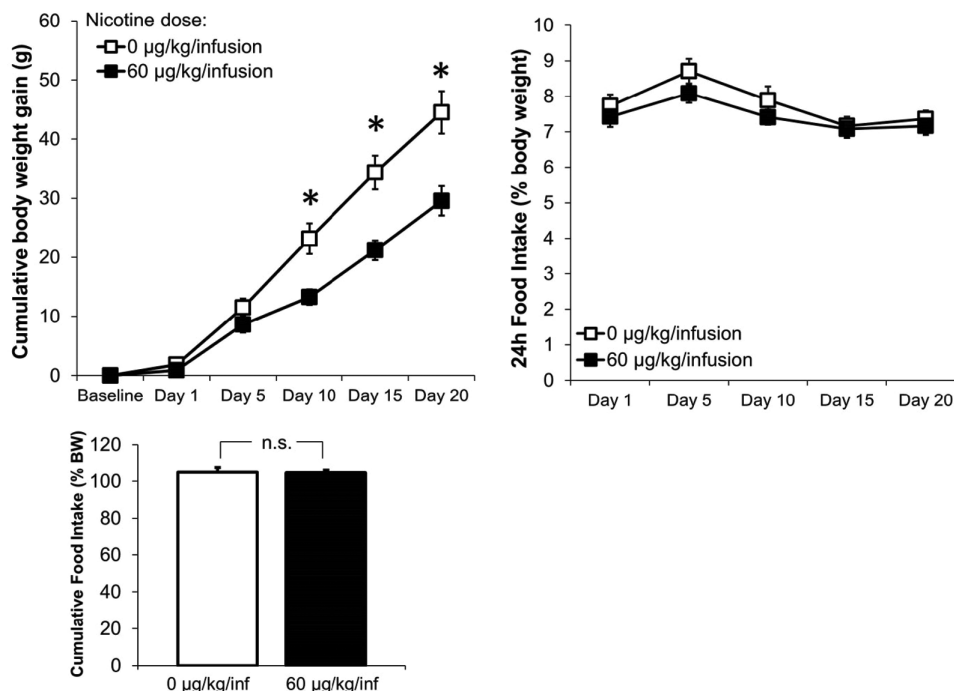 Cumulative body weight gain (g)
Nicotine dose:
0 µg/kg/infusion
60 µg/kg/infusion
60
50
40
30
20
10
0
*
*
*
Baseline Day 1 Day 5 Day 10 Day 15 Day 20
24h Food Intake (% body weight)
10
9
8
7
6
5
4
3
2
1
0
0 µg/kg/infusion
60 µg/kg/infusion
Day 1 Day 5 Day 10 Day 15 Day 20
Cumulative Food Intake (% BW)
120
100
80
60
40
20
0
n.s.
0 µg/kg/inf 60 µg/kg/inf